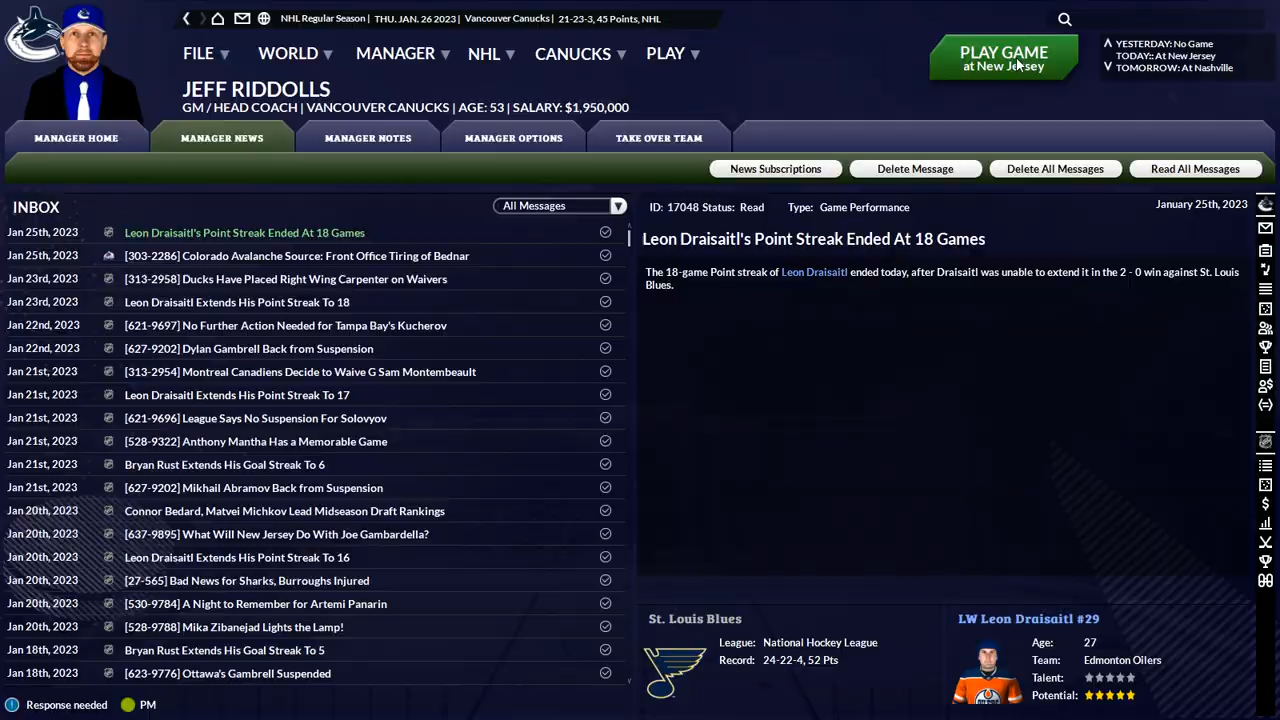 NHL Regular Season | THU. JAN. 26 2023 | Vancouver Canucks | 21-23-3, 45 Points, NHL
FILE WORLD MANAGER NHL CANUCKS PLAY
PLAY GAME
at New Jersey
YESTERDAY: No Game
TODAY:: At New Jersey
TOMORROW: At Nashville
JEFF RIDDOLLS
GM / HEAD COACH | VANCOUVER CANUCKS | AGE: 53 | SALARY: $1,950,000
MANAGER HOME MANAGER NEWS MANAGER NOTES MANAGER OPTIONS TAKE OVER TEAM
News Subscriptions Delete Message Delete All Messages Read All Messages
INBOX All Messages
Jan 25th, 2023 Leon Draisaitl's Point Streak Ended At 18 Games
Jan 25th, 2023 [303-2286] Colorado Avalanche Source: Front Office Tiring of Bednar
Jan 23rd, 2023 [313-2958] Ducks Have Placed Right Wing Carpenter on Waivers
Jan 23rd, 2023 Leon Draisaitl Extends His Point Streak To 18
Jan 22nd, 2023 [621-9697] No Further Action Needed for Tampa Bay's Kucherov
Jan 22nd, 2023 [627-9202] Dylan Gambrell Back from Suspension
Jan 21st, 2023 [313-2954] Montreal Canadiens Decide to Waive G Sam Montembeault
Jan 21st, 2023 Leon Draisaitl Extends His Point Streak To 17
Jan 21st, 2023 [621-9696] League Says No Suspension For Solovyov
Jan 21st, 2023 [528-9322] Anthony Mantha Has a Memorable Game
Jan 21st, 2023 Bryan Rust Extends His Goal Streak To 6
Jan 21st, 2023 [627-9202] Mikhail Abramov Back from Suspension
Jan 20th, 2023 Connor Bedard, Matvei Michkov Lead Midseason Draft Rankings
Jan 20th, 2023 [637-9895] What Will New Jersey Do With Joe Gambardella?
Jan 20th, 2023 Leon Draisaitl Extends His Point Streak To 16
Jan 20th, 2023 [27-565] Bad News for Sharks, Burroughs Injured
Jan 20th, 2023 [530-9784] A Night to Remember for Artemi Panarin
Jan 20th, 2023 [528-9788] Mika Zibanejad Lights the Lamp!
Jan 18th, 2023 Bryan Rust Extends His Goal Streak To 5
Jan 18th, 2023 [623-9776] Ottawa's Gambrell Suspended
Response needed PM
ID: 17048 Status: Read Type: Game Performance January 25th, 2023
Leon Draisaitl's Point Streak Ended At 18 Games
The 18-game Point streak of Leon Draisaitl ended today, after Draisaitl was unable to extend it in the 2 - 0 win against St. Louis
Blues.
St. Louis Blues
League: National Hockey League
Record: 24-22-4, 52 Pts
LW Leon Draisaitl #29
Age: 27
Team: Edmonton Oilers
Talent:
Potential: